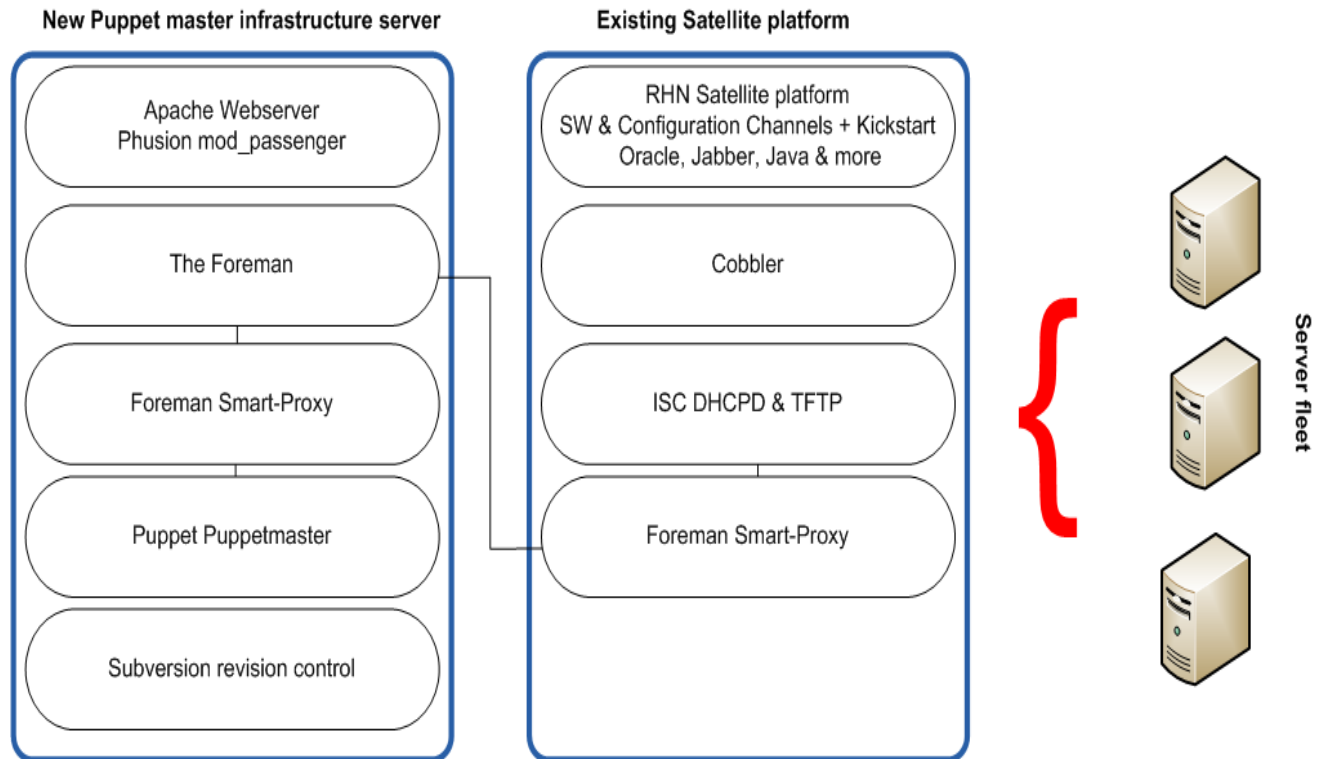 New Puppet master infrastructure server
Apache Webserver
Phusion mod_passenger
The Foreman
Foreman Smart-Proxy
Puppet Puppetmaster
Subversion revision control
Existing Satellite platform
RHN Satellite platform
SW & Configuration Channels + Kickstart
Oracle, Jabber, Java & more
Cobbler
ISC DHCPD & TFTP
Foreman Smart-Proxy
Server fleet